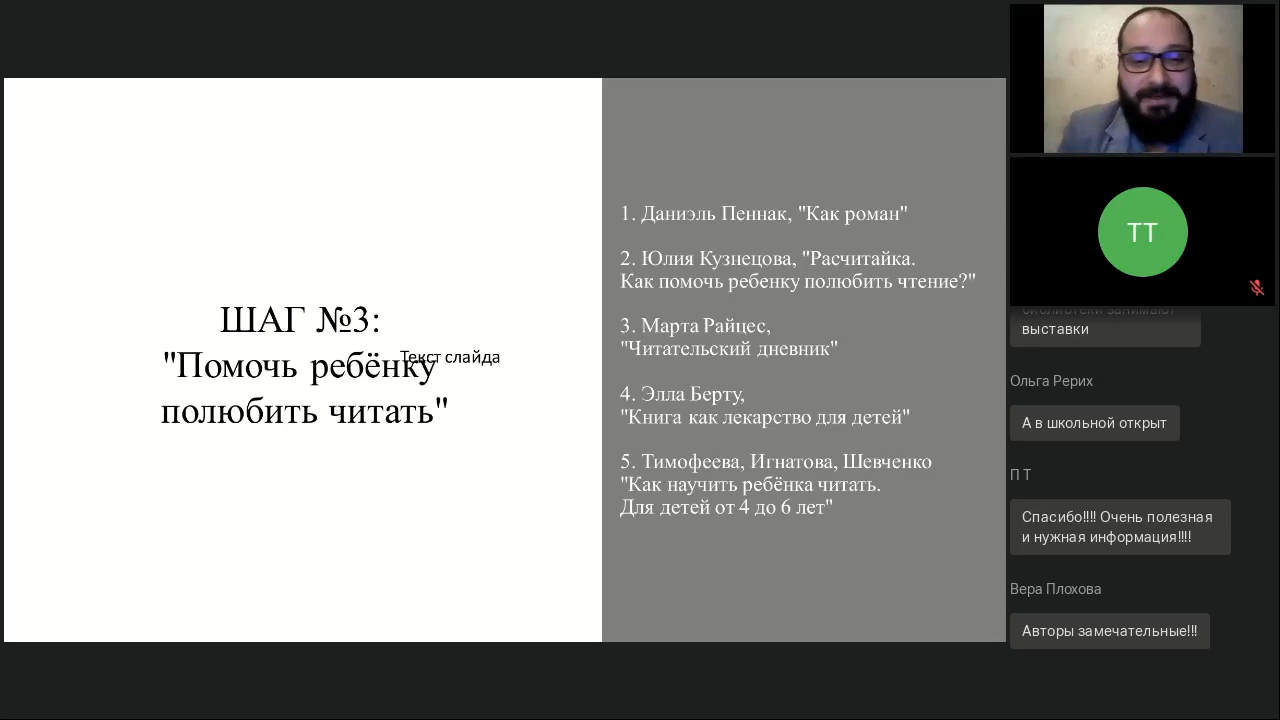 ШАГ №3:
"Помочь ребёнку
полюбить читать"
Текст слайда
1. Даниэль Пеннак, "Как роман"
2. Юлия Кузнецова, "Расчитайка.
Как помочь ребенку полюбить чтение?"
3. Марта Райцес,
"Читательский дневник"
4. Элла Берту,
"Книга как лекарство для детей"
5. Тимофеева, Игнатова, Шевченко
"Как научить ребёнка читать.
Для детей от 4 до 6 лет"
ТТ
библиотеки занимают
выставки
Ольга Рерих
А в школьной открыт
П Т
Спасибо!!!! Очень полезная
и нужная информация!!!!
Вера Плохова
Авторы замечательные!!!